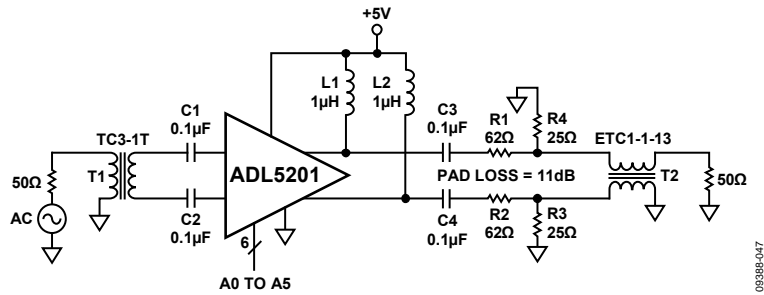 +5V
L1
1µH
L2
1µH
C1
0.1µF
C3
0.1µF
R1
62Ω
R4
25Ω
TC3-1T
ETC1-1-13
50Ω
T1
ADL5201
PAD LOSS = 11dB
T2
50Ω
AC
C2
0.1µF
C4
0.1µF
R2
62Ω
R3
25Ω
6
A0 TO A5
09388-047